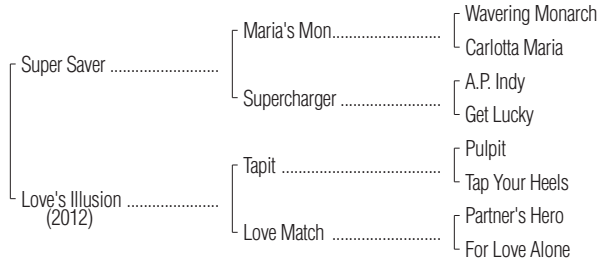 Wavering Monarch
Maria's Mon........................
Carlotta Maria
Super Saver ........................
A.P. Indy
Supercharger ......................
Get Lucky
Pulpit
Tapit ....................................
Tap Your Heels
Love's Illusion ....................
(2012)
Partner's Hero
Love Match ........................
For Love Alone